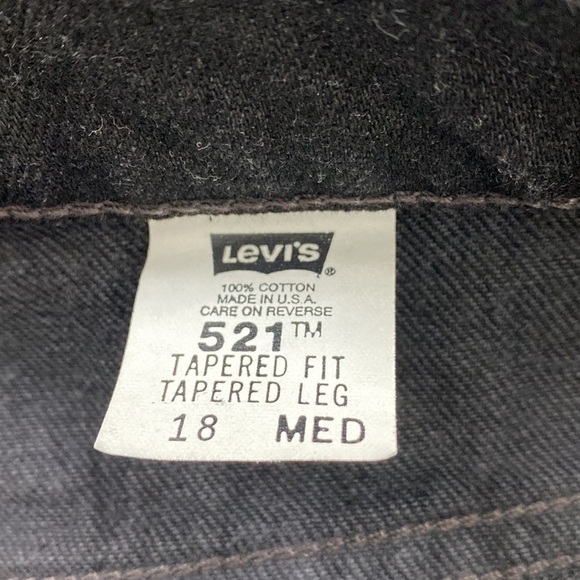 Levi's ®
100% COTTON
MADE IN U.S.A.
CARE ON REVERSE
521™
TAPERED FIT
TAPERED LEG
18 MED